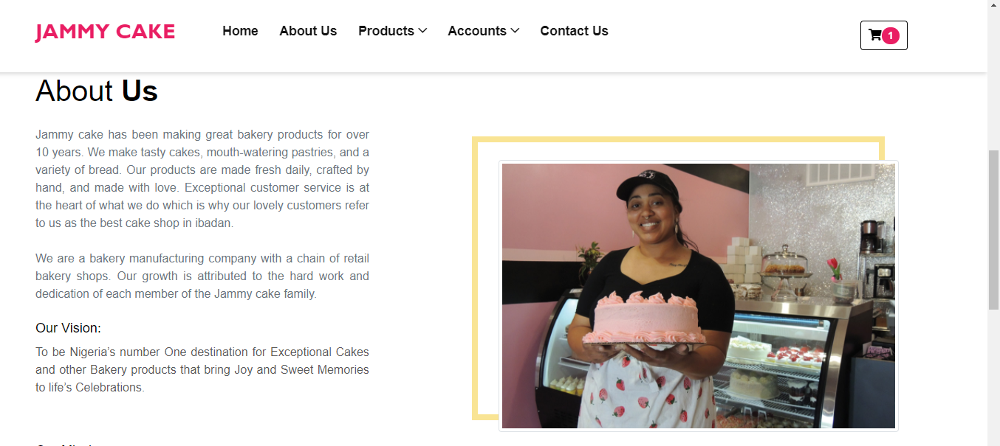 JAMMY CAKE
Home
About Us
Products
Accounts
Contact Us
1
About Us
Jammy cake has been making great bakery products for over
10 years. We make tasty cakes, mouth-watering pastries, and a
variety of bread. Our products are made fresh daily, crafted by
hand, and made with love. Exceptional customer service is at
the heart of what we do which is why our lovely customers refer
to us as the best cake shop in ibadan.
We are a bakery manufacturing company with a chain of retail
bakery shops. Our growth is attributed to the hard work and
dedication of each member of the Jammy cake family.
Our Vision:
To be Nigeria’s number One destination for Exceptional Cakes
and other Bakery products that bring Joy and Sweet Memories
to life’s Celebrations.